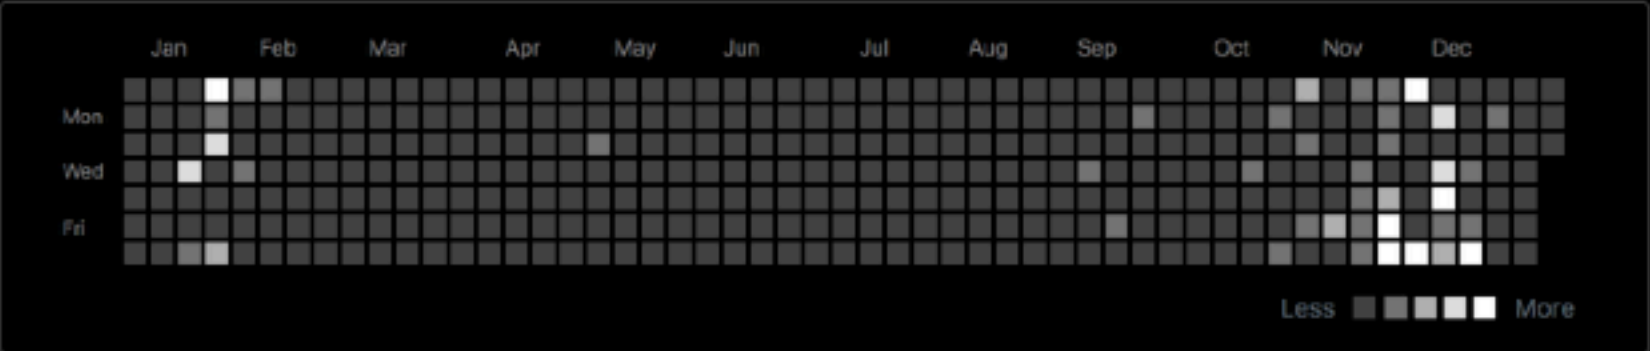 Jan Feb Mar Apr May Jun Jul Aug Sep Oct Nov Dec
Mon
Wed
Fri
Less More